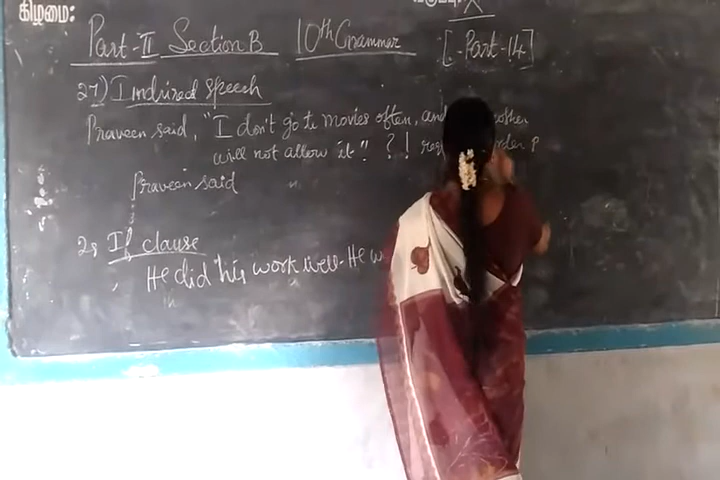 கிழமை:
Part-II Section B 10th Grammar [-Part-14]
27) Indired speech
Praveen said, "I don't go to movies often, and
will not allow it" ? !
Praveen said
28 If clause
He did his work well. He w